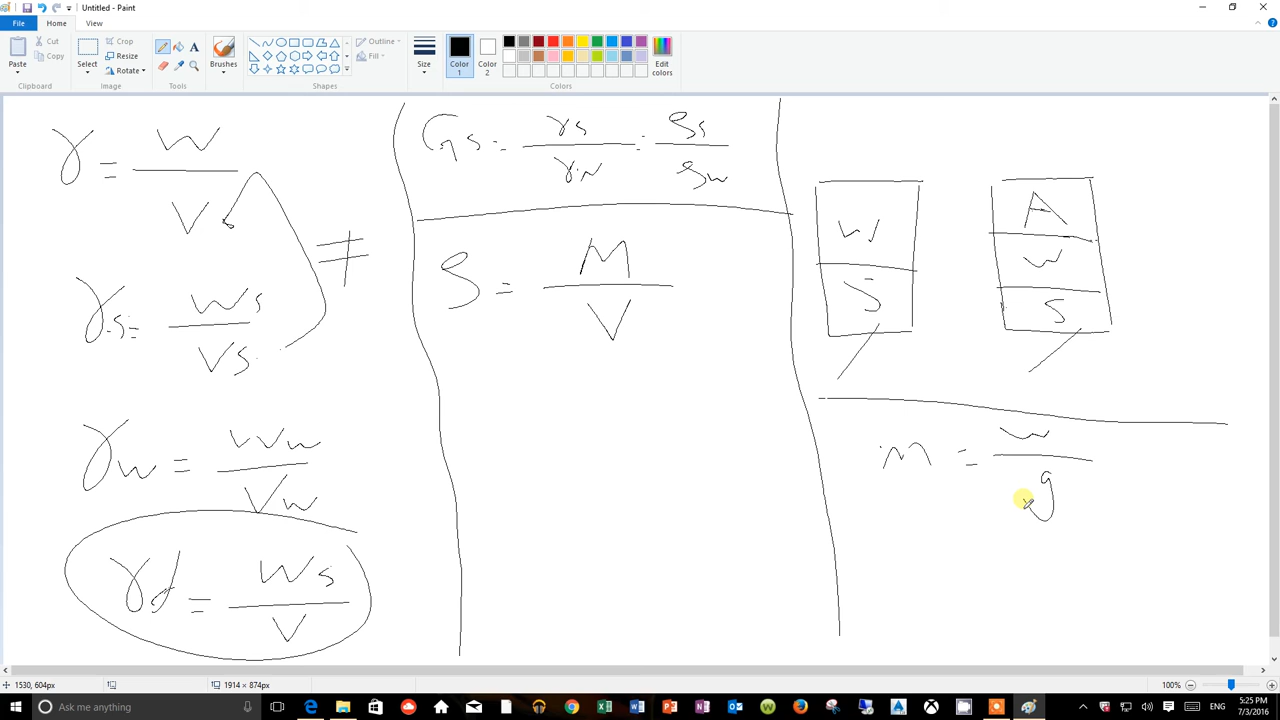 Untitled - Paint
File Home View
Paste
Cut
Copy
Clipboard
Select
Crop
Resize
Rotate
Image
Tools
Brushes
Shapes
Outline
Fill
Size
Color 1
Color 2
Edit colors
Colors
γ = W / V
γs = Ws / Vs
≠
γw = Ww / Vw
γd = Ws / V
Gs = γs / γw = ρs / ρw
ρ = M / V
W
S
A
W
S
m = w / g
1530, 604px
1914 × 874px
100%
Ask me anything
ENG
5:25 PM
7/3/2016